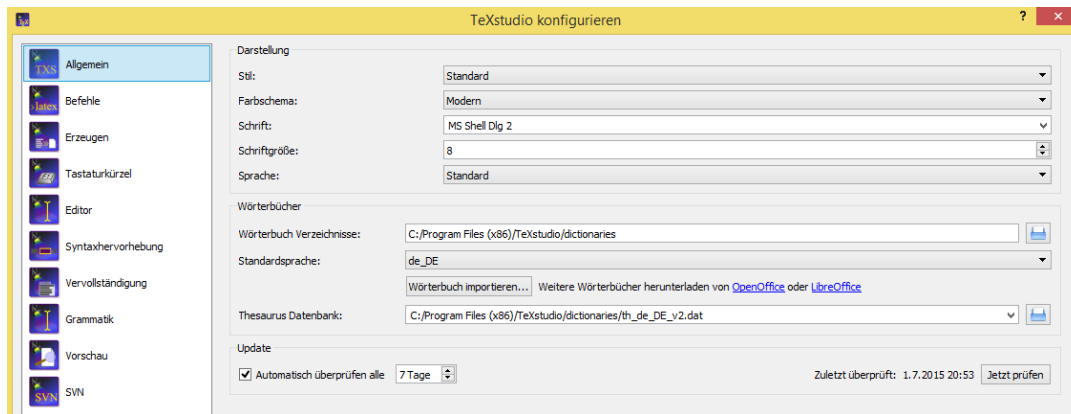 TeXstudio konfigurieren
TXS Allgemein
>latex Befehle
Erzeugen
Tastaturkürzel
Editor
Syntaxhervorhebung
Vervollständigung
Grammatik
Vorschau
SVN SVN
Darstellung
Stil: Standard
Farbschema: Modern
Schrift: MS Shell Dlg 2
Schriftgröße: 8
Sprache: Standard
Wörterbücher
Wörterbuch Verzeichnisse: C:/Program Files (x86)/TeXstudio/dictionaries
Standardsprache: de_DE
Wörterbuch importieren... Weitere Wörterbücher herunterladen von OpenOffice oder LibreOffice
Thesaurus Datenbank: C:/Program Files (x86)/TeXstudio/dictionaries/th_de_DE_v2.dat
Update
Automatisch überprüfen alle 7 Tage Zuletzt überprüft: 1.7.2015 20:53 Jetzt prüfen